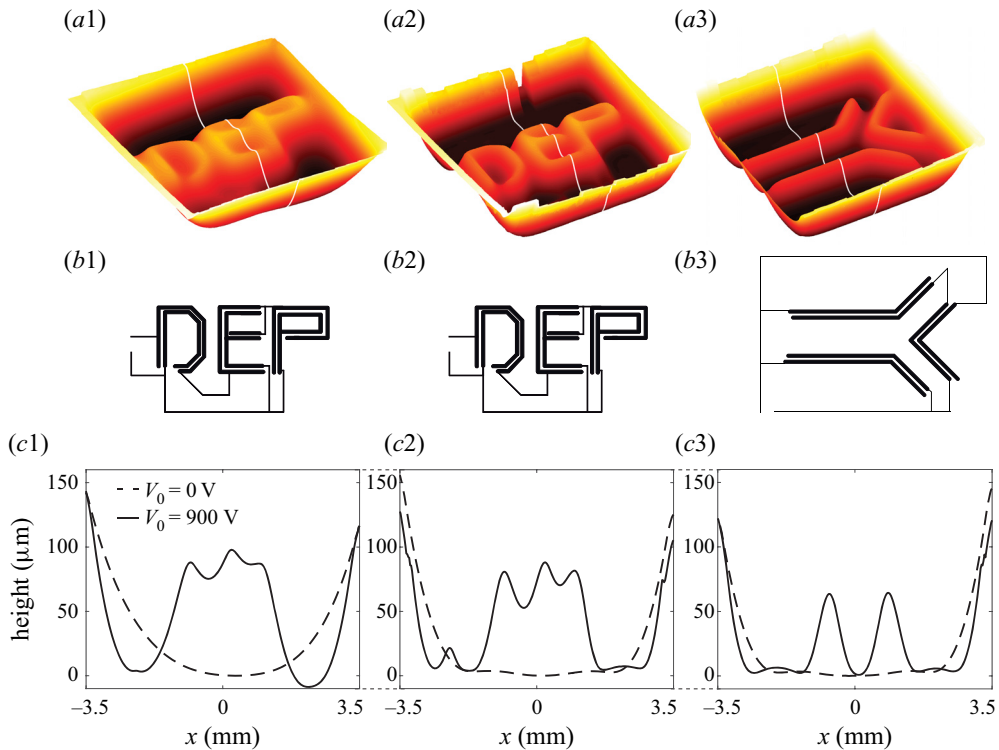 (a1) (a2) (a3)
(b1) (b2) (b3)
DEP DEP
(c1) (c2) (c3)
150 150 150
V₀ = 0 V
V₀ = 900 V
100 100 100
height (μm)
50 50 50
0 0 0
−3.5 0 3.5 −3.5 0 3.5 −3.5 0 3.5
x (mm) x (mm) x (mm)